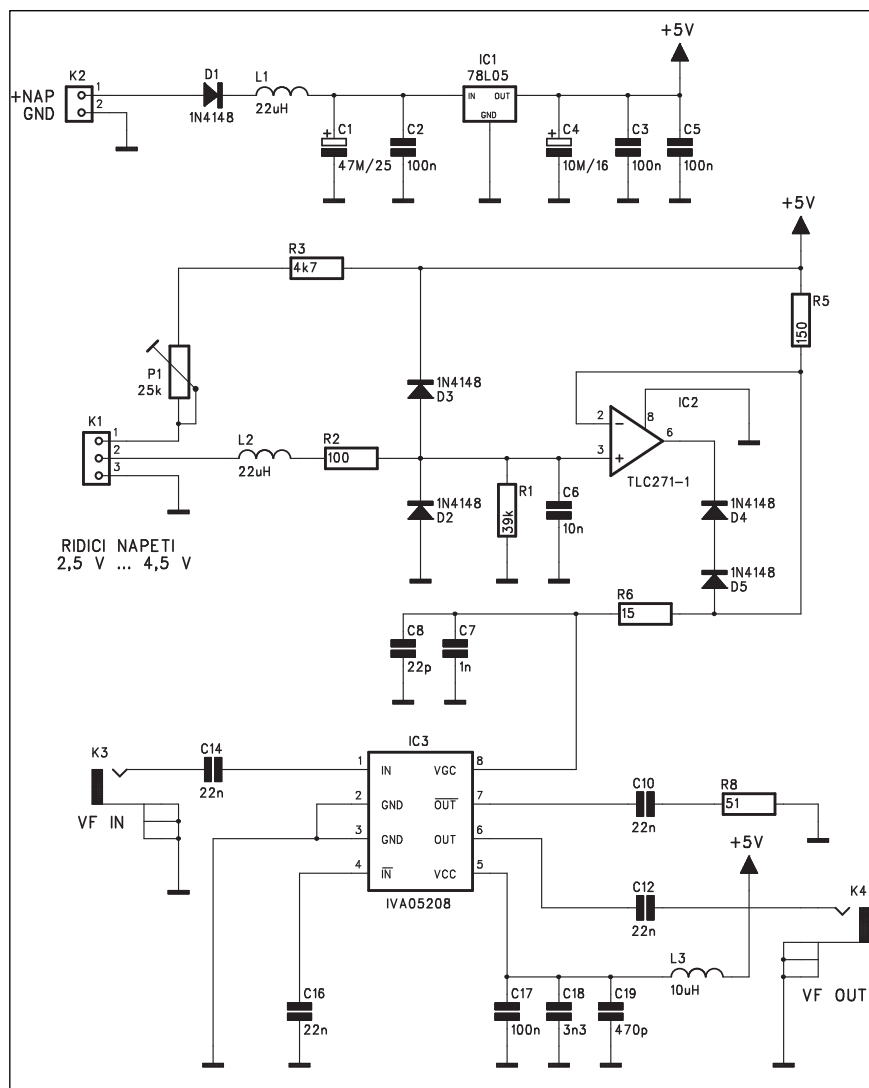 +5V
IC1
78L05
IN OUT
GND
K2
1
2
+NAP
GND
D1
1N4148
L1
22uH
C1
47M/25
C2
100n
C4
10M/16
C3
100n
C5
100n
+5V
R3
4k7
R5
150
P1
25k
1N4148
D3
K1
1
2
3
L2
22uH
R2
100
2
3
8
6
IC2
TLC271-1
R1
39k
C6
10n
1N4148
D2
1N4148
D4
1N4148
D5
RIDICI NAPETI
2,5 V ... 4,5 V
R6
15
C8
22p
C7
1n
IC3
K3
VF IN
C14
22n
1 IN VGC 8
2 GND OUT 7
3 GND OUT 6
4 IN VCC 5
IVA05208
C10
22n
R8
51
+5V
C12
22n
K4
VF OUT
L3
10uH
C16
22n
C17
100n
C18
3n3
C19
470p